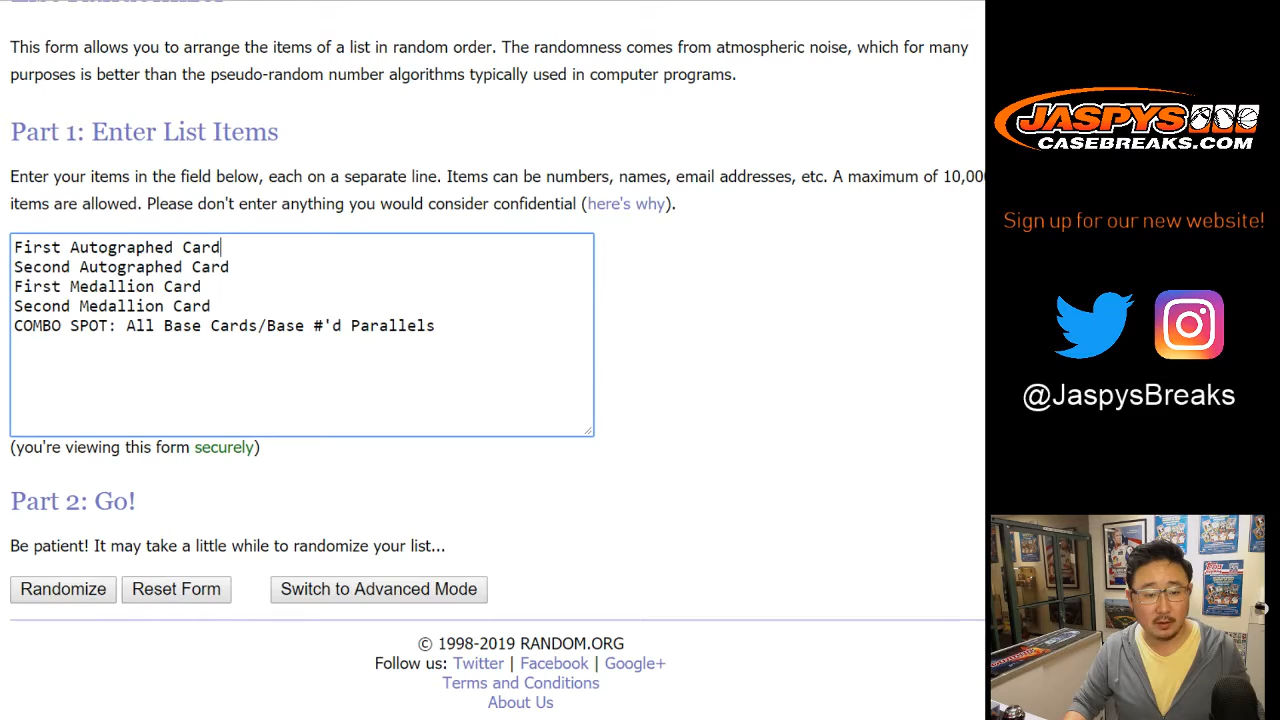 This form allows you to arrange the items of a list in random order. The randomness comes from atmospheric noise, which for many
purposes is better than the pseudo-random number algorithms typically used in computer programs.
Part 1: Enter List Items
Enter your items in the field below, each on a separate line. Items can be numbers, names, email addresses, etc. A maximum of 10,000
items are allowed. Please don't enter anything you would consider confidential (here's why).
First Autographed Card
Second Autographed Card
First Medallion Card
Second Medallion Card
COMBO SPOT: All Base Cards/Base #'d Parallels
(you're viewing this form securely)
Part 2: Go!
Be patient! It may take a little while to randomize your list...
Randomize
Reset Form
Switch to Advanced Mode
© 1998-2019 RANDOM.ORG
Follow us: Twitter | Facebook | Google+
Terms and Conditions
About Us
JASPYS
CASEBREAKS.COM
Sign up for our new website!
@JaspysBreaks